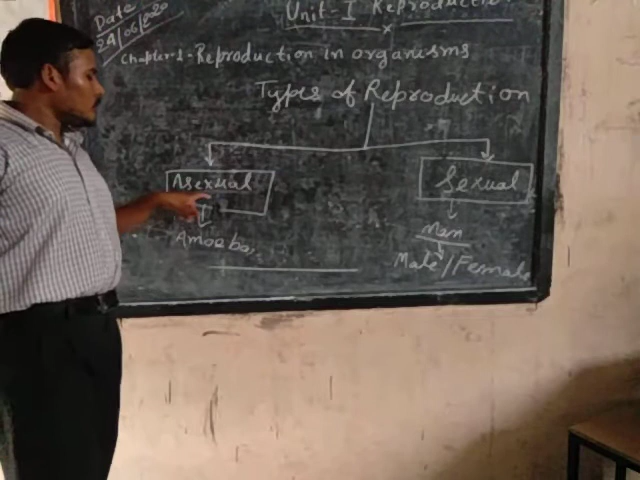 Date
24/06/2020
Unit-I Reproduction
x
Chapter-1-Reproduction in organisms
Types of Reproduction
Asexual
Sexual
Amoeba,
Man
Male/Female